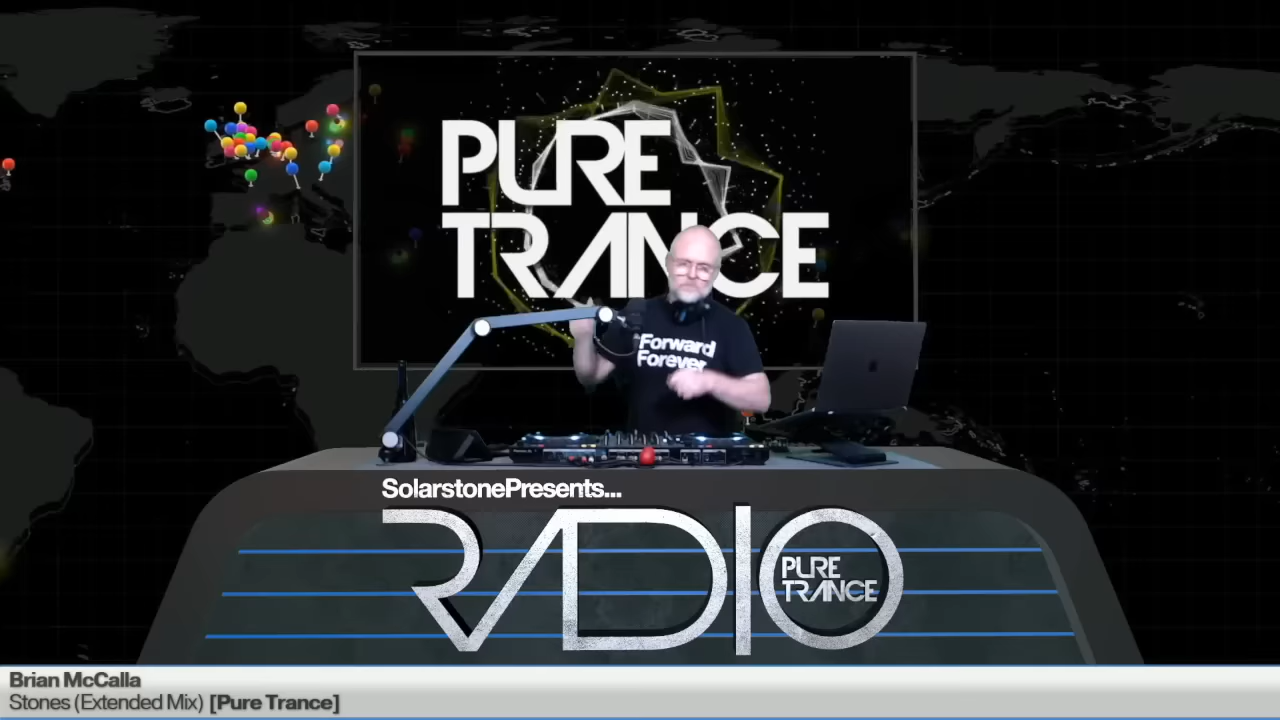 PURE
TRANCE
Forward
Forever
SolarstonePresents...
RADIO
PURE
TRANCE
Brian McCalla
Stones (Extended Mix) [Pure Trance]